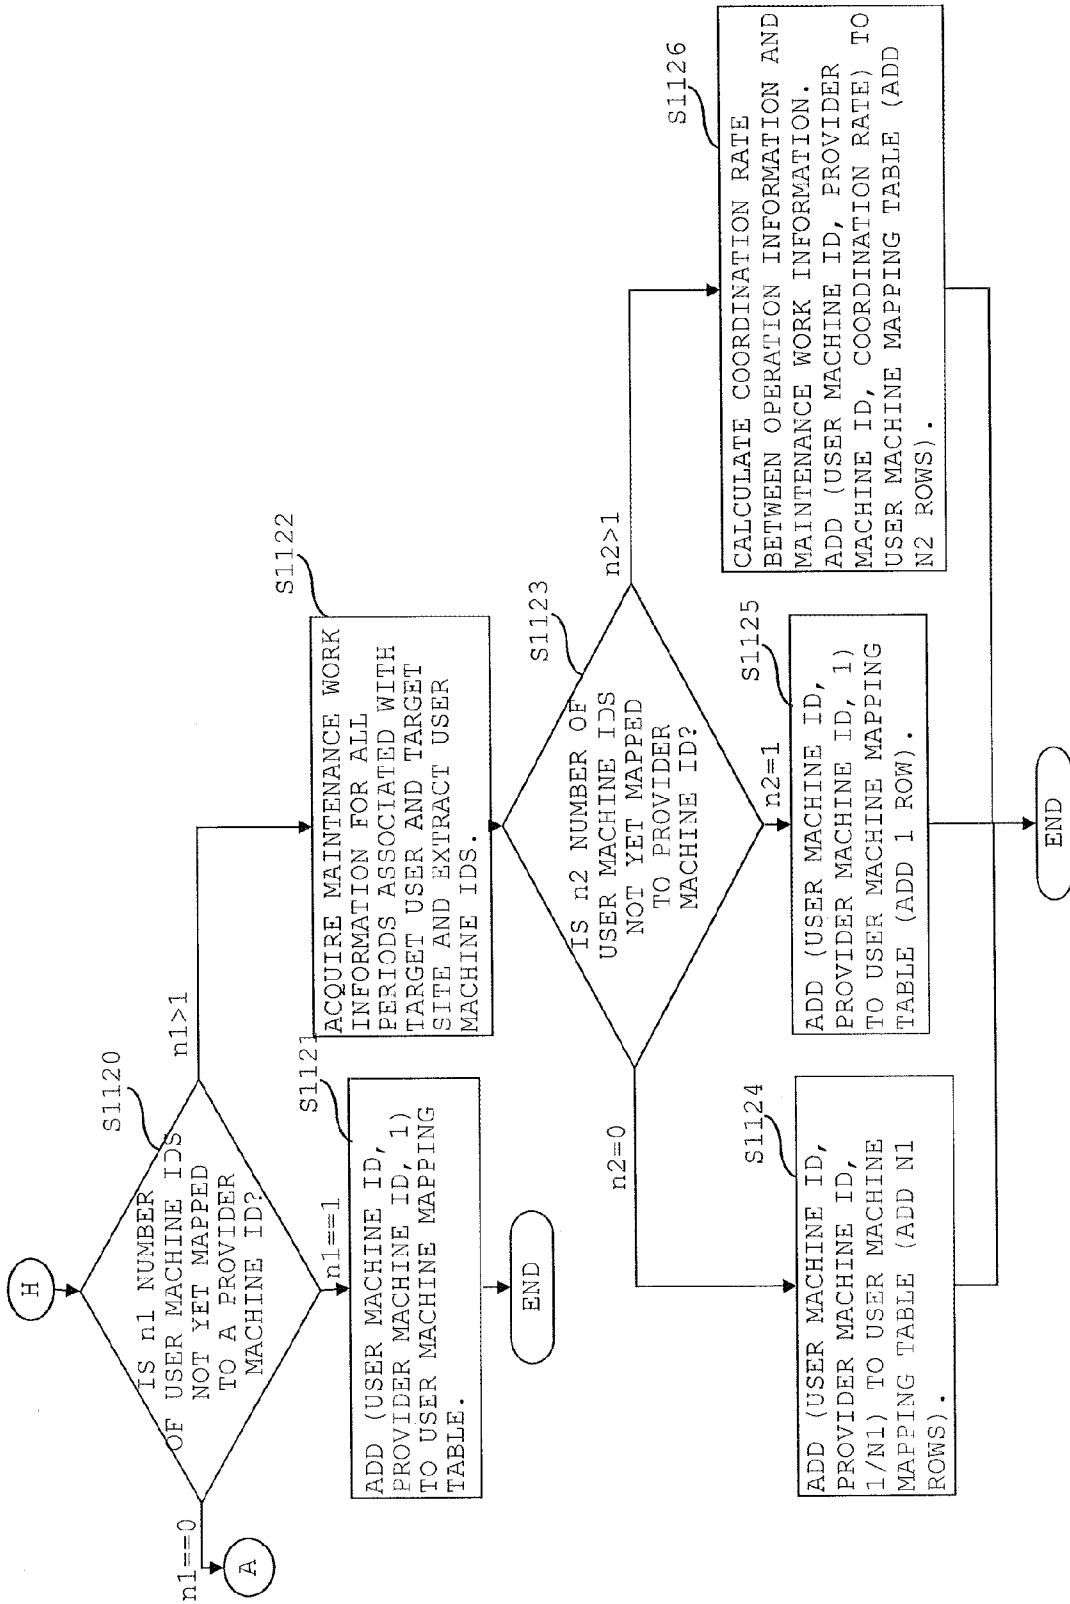 H
IS n1 NUMBER
OF USER MACHINE IDS
NOT YET MAPPED
TO A PROVIDER
MACHINE ID?
S1120
n1==0
A
n1==1
n1>1
S1121
ADD (USER MACHINE ID,
PROVIDER MACHINE ID, 1)
TO USER MACHINE MAPPING
TABLE.
END
S1122
ACQUIRE MAINTENANCE WORK
INFORMATION FOR ALL
PERIODS ASSOCIATED WITH
TARGET USER AND TARGET
SITE AND EXTRACT USER
MACHINE IDS.
S1123
IS n2 NUMBER OF
USER MACHINE IDS
NOT YET MAPPED
TO PROVIDER
MACHINE ID?
n2=0
n2=1
n2>1
S1124
ADD (USER MACHINE ID,
PROVIDER MACHINE ID,
1/N1) TO USER MACHINE
MAPPING TABLE (ADD N1
ROWS).
S1125
ADD (USER MACHINE ID,
PROVIDER MACHINE ID, 1)
TO USER MACHINE MAPPING
TABLE (ADD 1 ROW).
S1126
CALCULATE COORDINATION RATE
BETWEEN OPERATION INFORMATION AND
MAINTENANCE WORK INFORMATION.
ADD (USER MACHINE ID, PROVIDER
MACHINE ID, COORDINATION RATE) TO
USER MACHINE MAPPING TABLE (ADD
N2 ROWS).
END